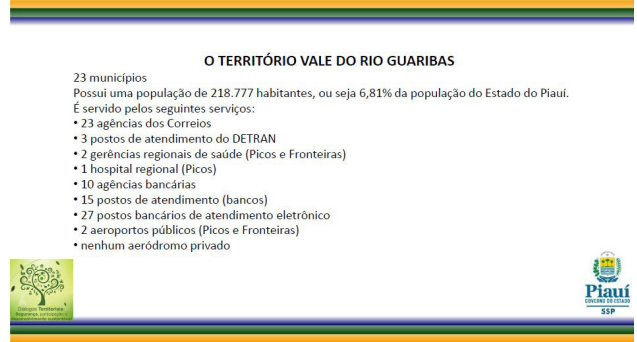 O TERRITÓRIO VALE DO RIO GUARIBAS
23 municípios
Possui uma população de 218.777 habitantes, ou seja 6,81% da população do Estado do Piauí.
É servido pelos seguintes serviços:
• 23 agências dos Correios
• 3 postos de atendimento do DETRAN
• 2 gerências regionais de saúde (Picos e Fronteiras)
• 1 hospital regional (Picos)
• 10 agências bancárias
• 15 postos de atendimento (bancos)
• 27 postos bancários de atendimento eletrônico
• 2 aeroportos públicos (Picos e Fronteiras)
• nenhum aeródromo privado
Diálogos Territoriais
Segurança, participação e
Piauí
GOVERNO DO ESTADO
SSP